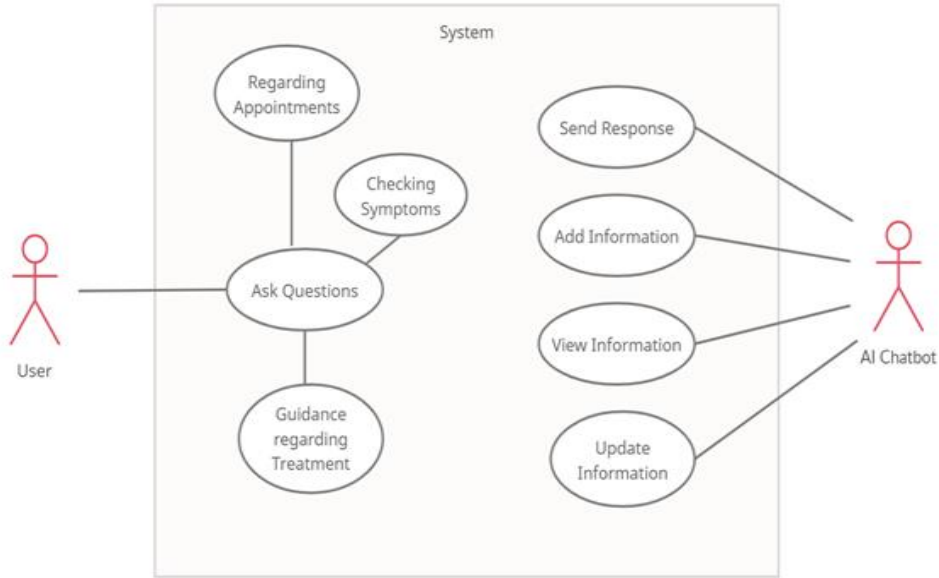 System
Regarding
Appointments
Checking
Symptoms
Ask Questions
Guidance
regarding
Treatment
User
Send Response
Add Information
View Information
Update
Information
AI Chatbot